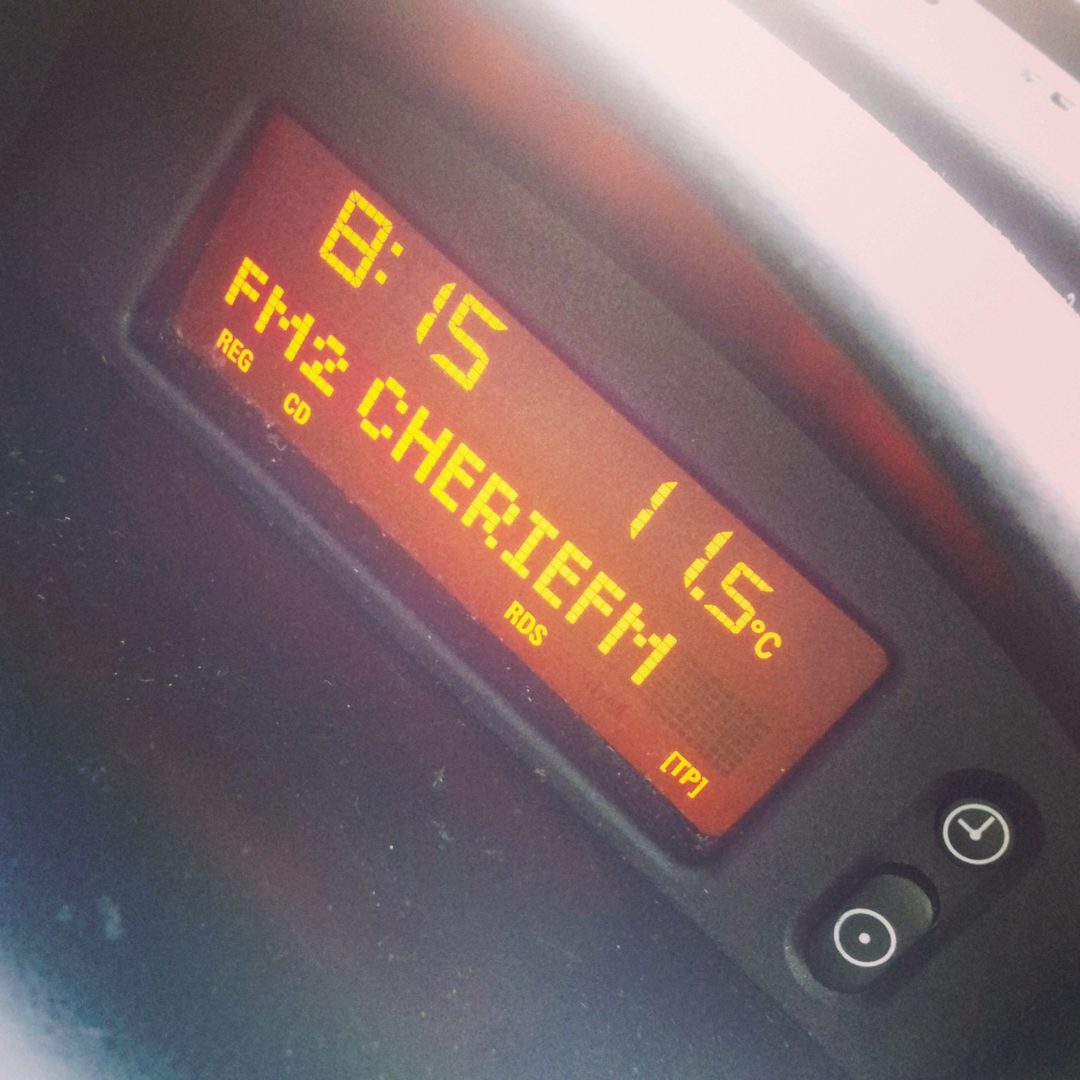 8:15 11.5°C
FM2 CHERIEFM
REG CD RDS [TP]